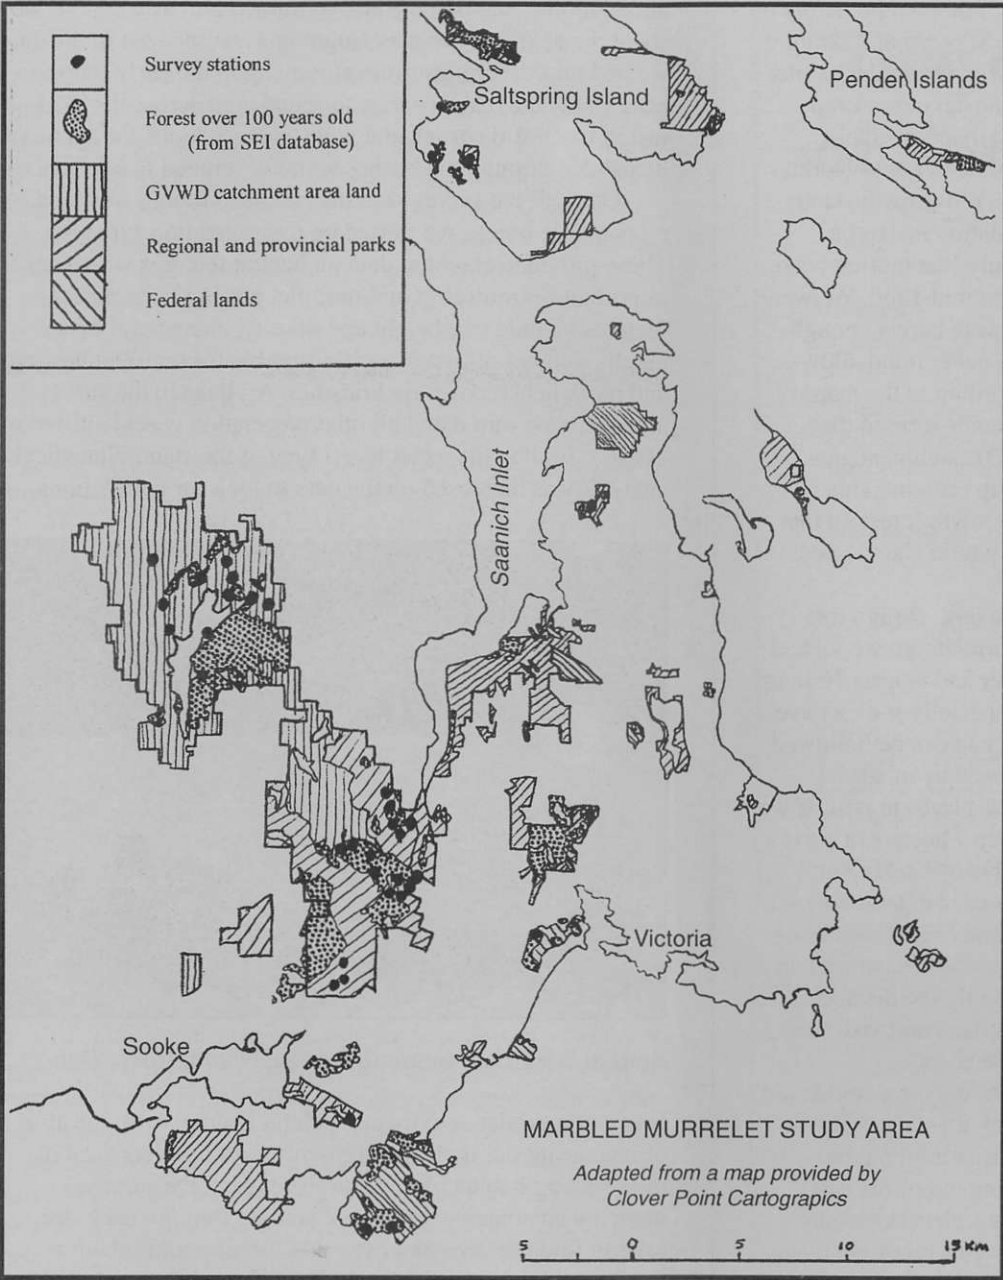 Survey stations
Forest over 100 years old
(from SEI database)
GVWD catchment area land
Regional and provincial parks
Federal lands
Saltspring Island
Pender Islands
Saanich Inlet
Victoria
Sooke
MARBLED MURRELET STUDY AREA
Adapted from a map provided by
Clover Point Cartograpics
5 0 5 10 15 KM